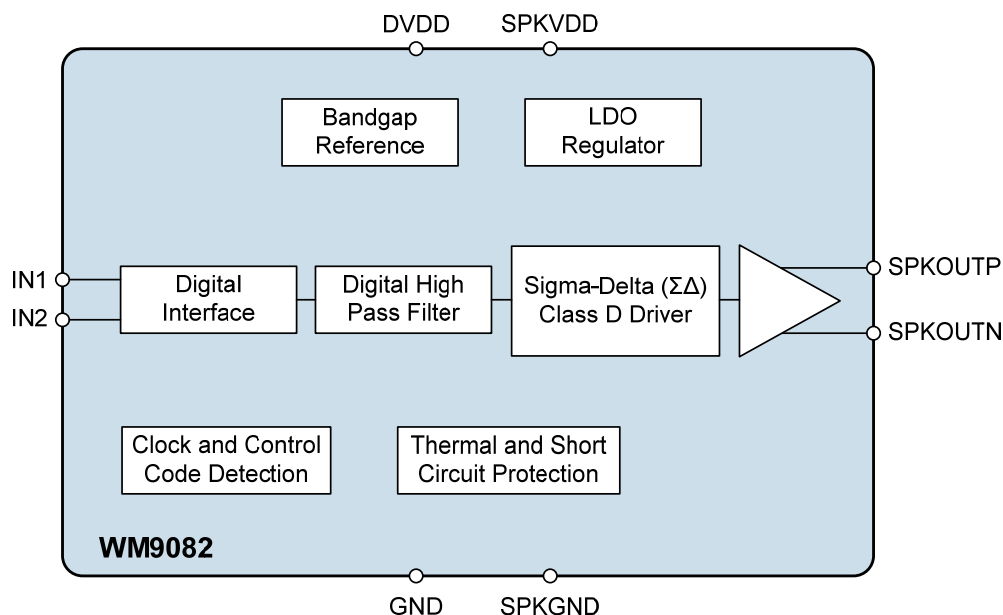 DVDD
SPKVDD
Bandgap
Reference
LDO
Regulator
IN1
IN2
Digital
Interface
Digital High
Pass Filter
Sigma-Delta (ΣΔ)
Class D Driver
SPKOUTP
SPKOUTN
Clock and Control
Code Detection
Thermal and Short
Circuit Protection
WM9082
GND
SPKGND